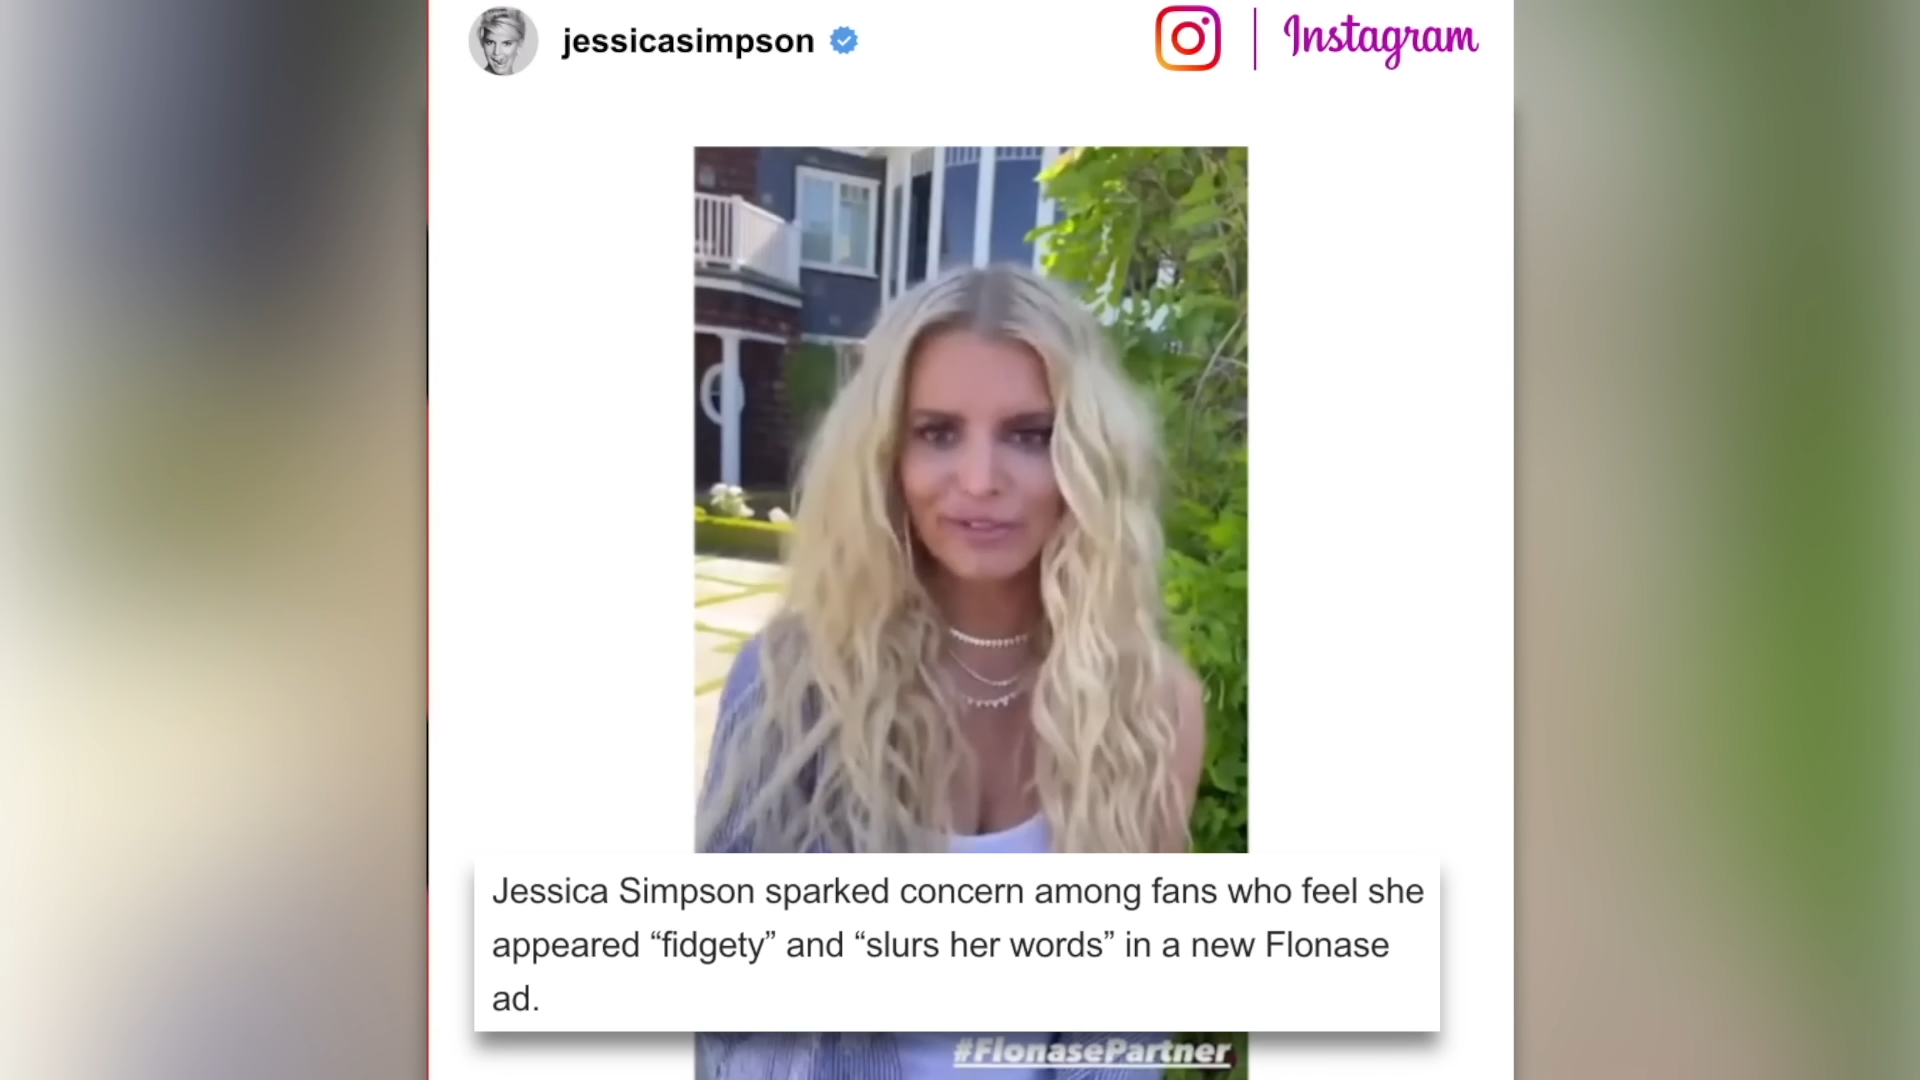 jessicasimpson
Instagram
Jessica Simpson sparked concern among fans who feel she
appeared “fidgety” and “slurs her words” in a new Flonase
ad.
#FlonasePartner